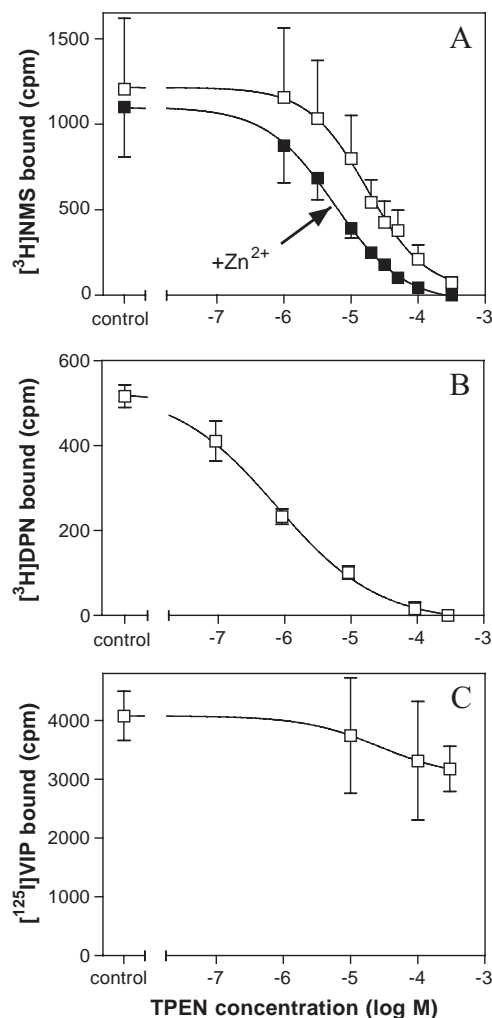 A
[³H]NMS bound (cpm)
1500
1000
500
0
+Zn²⁺
control
-7 -6 -5 -4 -3
B
[³H]DPN bound (cpm)
600
400
200
0
control
-7 -6 -5 -4 -3
C
[¹²⁵I]VIP bound (cpm)
4000
3000
2000
1000
0
control
-7 -6 -5 -4 -3
TPEN concentration (log M)